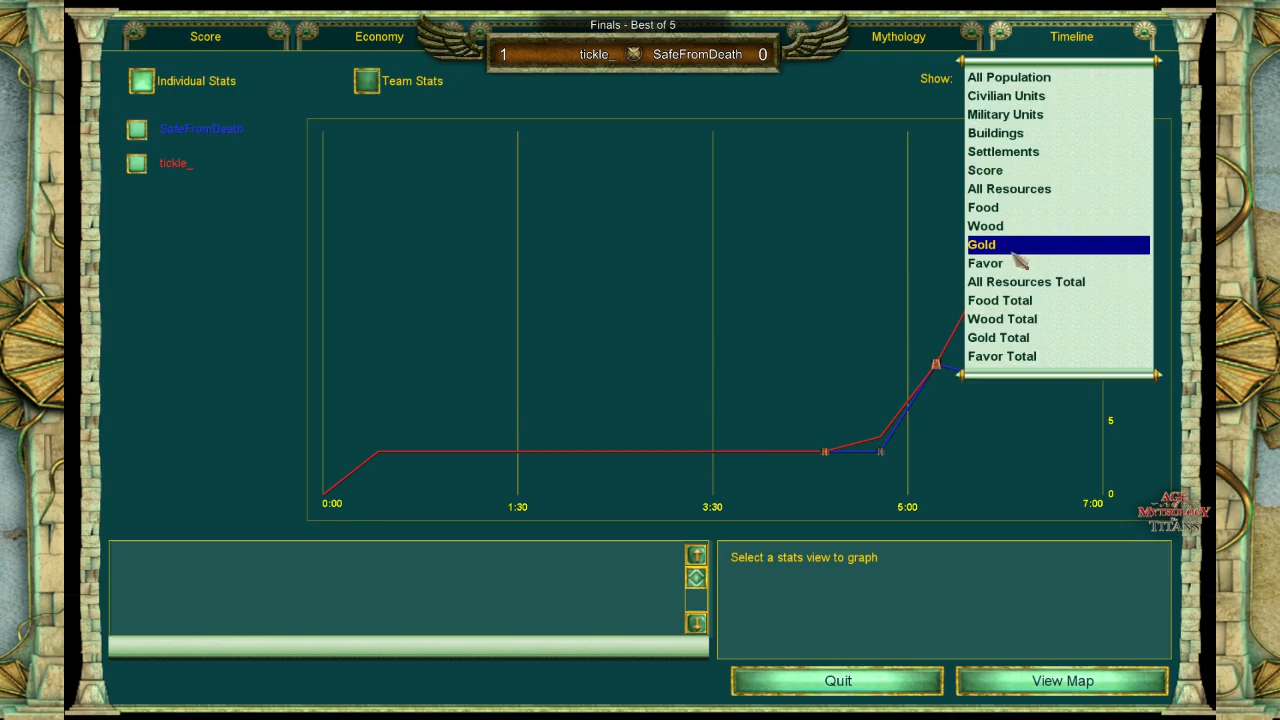 Finals - Best of 5
Score
Economy
1 tickle_ SafeFromDeath 0
Mythology
Timeline
Individual Stats
Team Stats
Show:
SafeFromDeath
tickle_
All Population
Civilian Units
Military Units
Buildings
Settlements
Score
All Resources
Food
Wood
Gold
Favor
All Resources Total
Food Total
Wood Total
Gold Total
Favor Total
5
0
0:00
1:30
3:30
5:00
7:00
AGE
of
MYTHOLOGY
The
TITANS
Select a stats view to graph
Quit
View Map